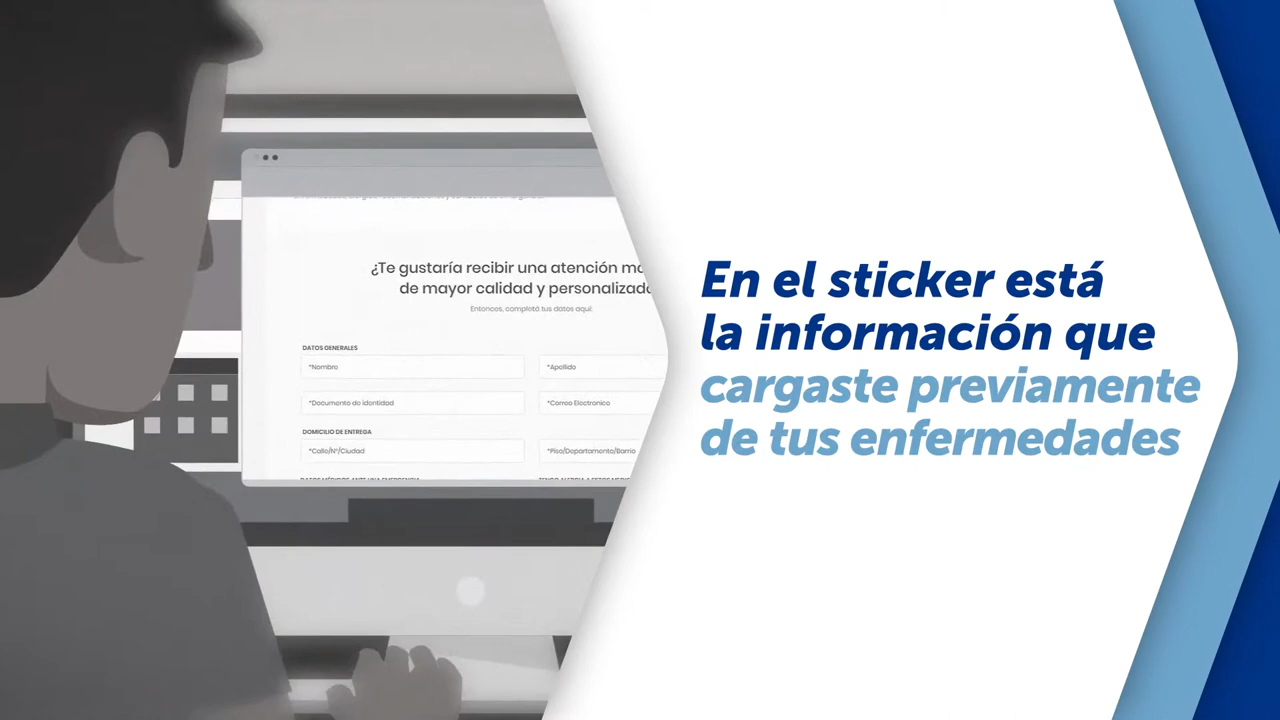 ¿Te gustaría recibir una atención
de mayor calidad y personalizada
Entonces, completá tus datos aquí:
DATOS GENERALES
*Nombre
*Apellido
*Documento de identidad
*Correo Electronico
DOMICILIO DE ENTREGA
*Calle/N°/Ciudad
*Piso/Departamento/Barrio
En el sticker está
la información que
cargaste previamente
de tus enfermedades